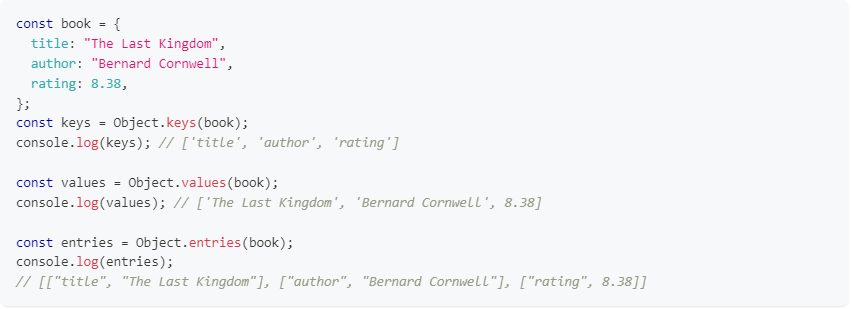 const book = {
  title: "The Last Kingdom",
  author: "Bernard Cornwell",
  rating: 8.38,
};
const keys = Object.keys(book);
console.log(keys); // ['title', 'author', 'rating']

const values = Object.values(book);
console.log(values); // ['The Last Kingdom', 'Bernard Cornwell', 8.38]

const entries = Object.entries(book);
console.log(entries);
// [["title", "The Last Kingdom"], ["author", "Bernard Cornwell"], ["rating", 8.38]]